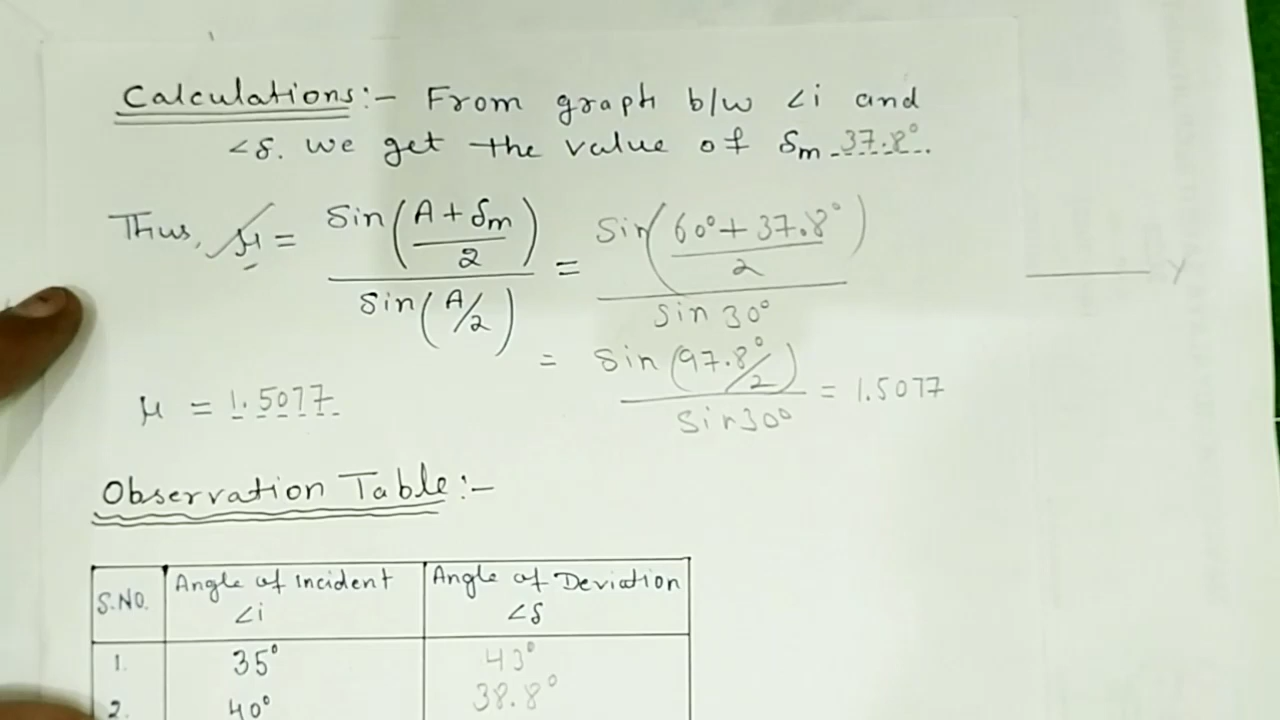 Calculations:- From graph b/w ∠i and
∠δ. we get the value of δm 37.8°.
Thus, μ = sin(A + δm / 2) / sin(A/2) = sin(60° + 37.8° / 2) / sin 30°
= sin(97.8°/2) / sin30° = 1.5077
μ = 1.5077
Observation Table:-
S.NO. Angle of Incident ∠i Angle of Deviation ∠δ
1. 35° 43°
2. 40° 38.8°